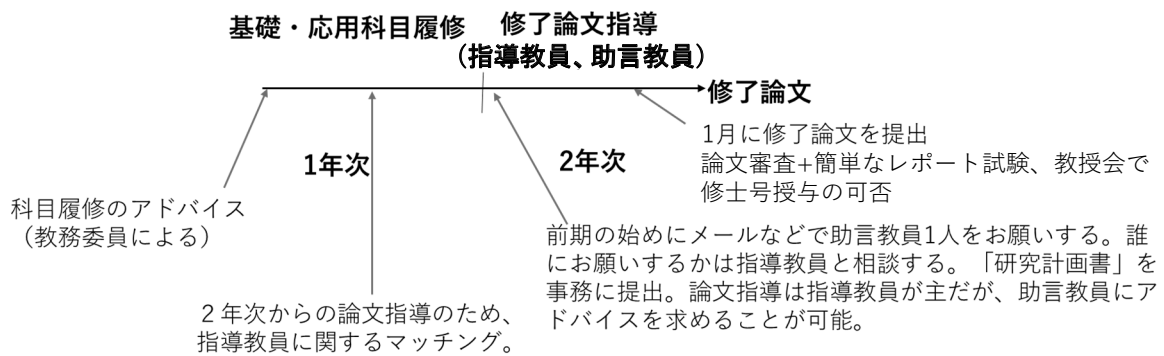 基礎・応用科目履修
修了論文指導
（指導教員、助言教員）
修了論文
1月に修了論文を提出
論文審査+簡単なレポート試験、教授会で
修士号授与の可否
1年次
2年次
科目履修のアドバイス
（教務委員による）
前期の始めにメールなどで助言教員1人をお願いする。誰
にお願いするかは指導教員と相談する。「研究計画書」を
事務に提出。論文指導は指導教員が主だが、助言教員にア
ドバイスを求めることが可能。
２年次からの論文指導のため、
指導教員に関するマッチング。